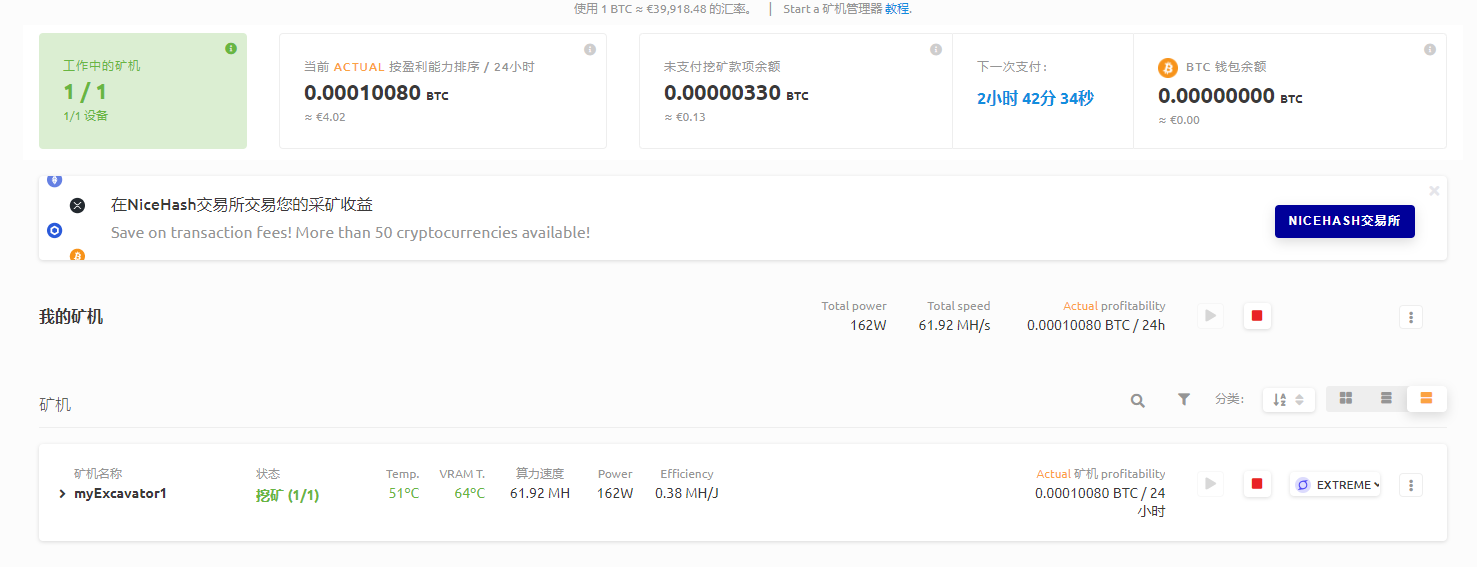 使用 1 BTC ≈ €39,918.48 的汇率。 | Start a 矿机管理器 教程.
工作中的矿机
1 / 1
1/1 设备
当前 ACTUAL 按盈利能力排序 / 24小时
0.00010080 BTC
≈ €4.02
未支付挖矿款项余额
0.00000330 BTC
≈ €0.13
下一次支付：
2小时 42分 34秒
BTC 钱包余额
0.00000000 BTC
≈ €0.00
在NiceHash交易所交易您的采矿收益
Save on transaction fees! More than 50 cryptocurrencies available!
NICEHASH交易所
我的矿机
Total power
162W
Total speed
61.92 MH/s
Actual profitability
0.00010080 BTC / 24h
矿机
分类:
矿机名称
myExcavator1
状态
挖矿 (1/1)
Temp.
51ºC
VRAM T.
64ºC
算力速度
61.92 MH
Power
162W
Efficiency
0.38 MH/J
Actual 矿机 profitability
0.00010080 BTC / 24
小时
EXTREME